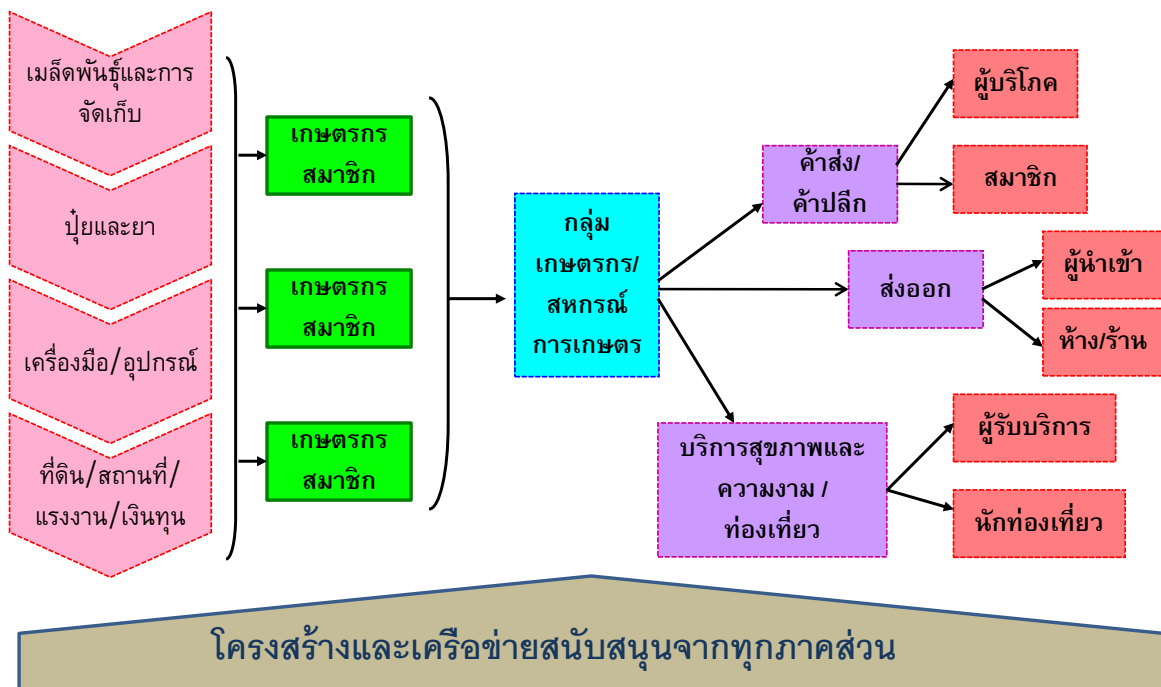 เมล็ดพันธุ์และการ
จัดเก็บ
ปุ๋ยและยา
เครื่องมือ/อุปกรณ์
ที่ดิน/สถานที่/
แรงงาน/เงินทุน
เกษตรกร
สมาชิก
เกษตรกร
สมาชิก
เกษตรกร
สมาชิก
กลุ่ม
เกษตรกร/
สหกรณ์
การเกษตร
ค้าส่ง/
ค้าปลีก
ส่งออก
บริการสุขภาพและ
ความงาม /
ท่องเที่ยว
ผู้บริโภค
สมาชิก
ผู้นำเข้า
ห้าง/ร้าน
ผู้รับบริการ
นักท่องเที่ยว
โครงสร้างและเครือข่ายสนับสนุนจากทุกภาคส่วน